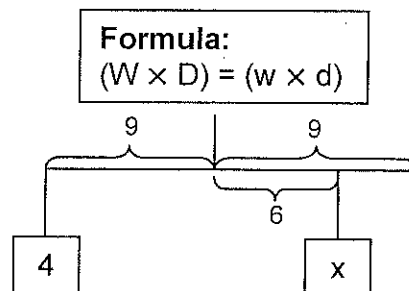 Formula:
(W × D) = (w × d)
9 9
6
4 x